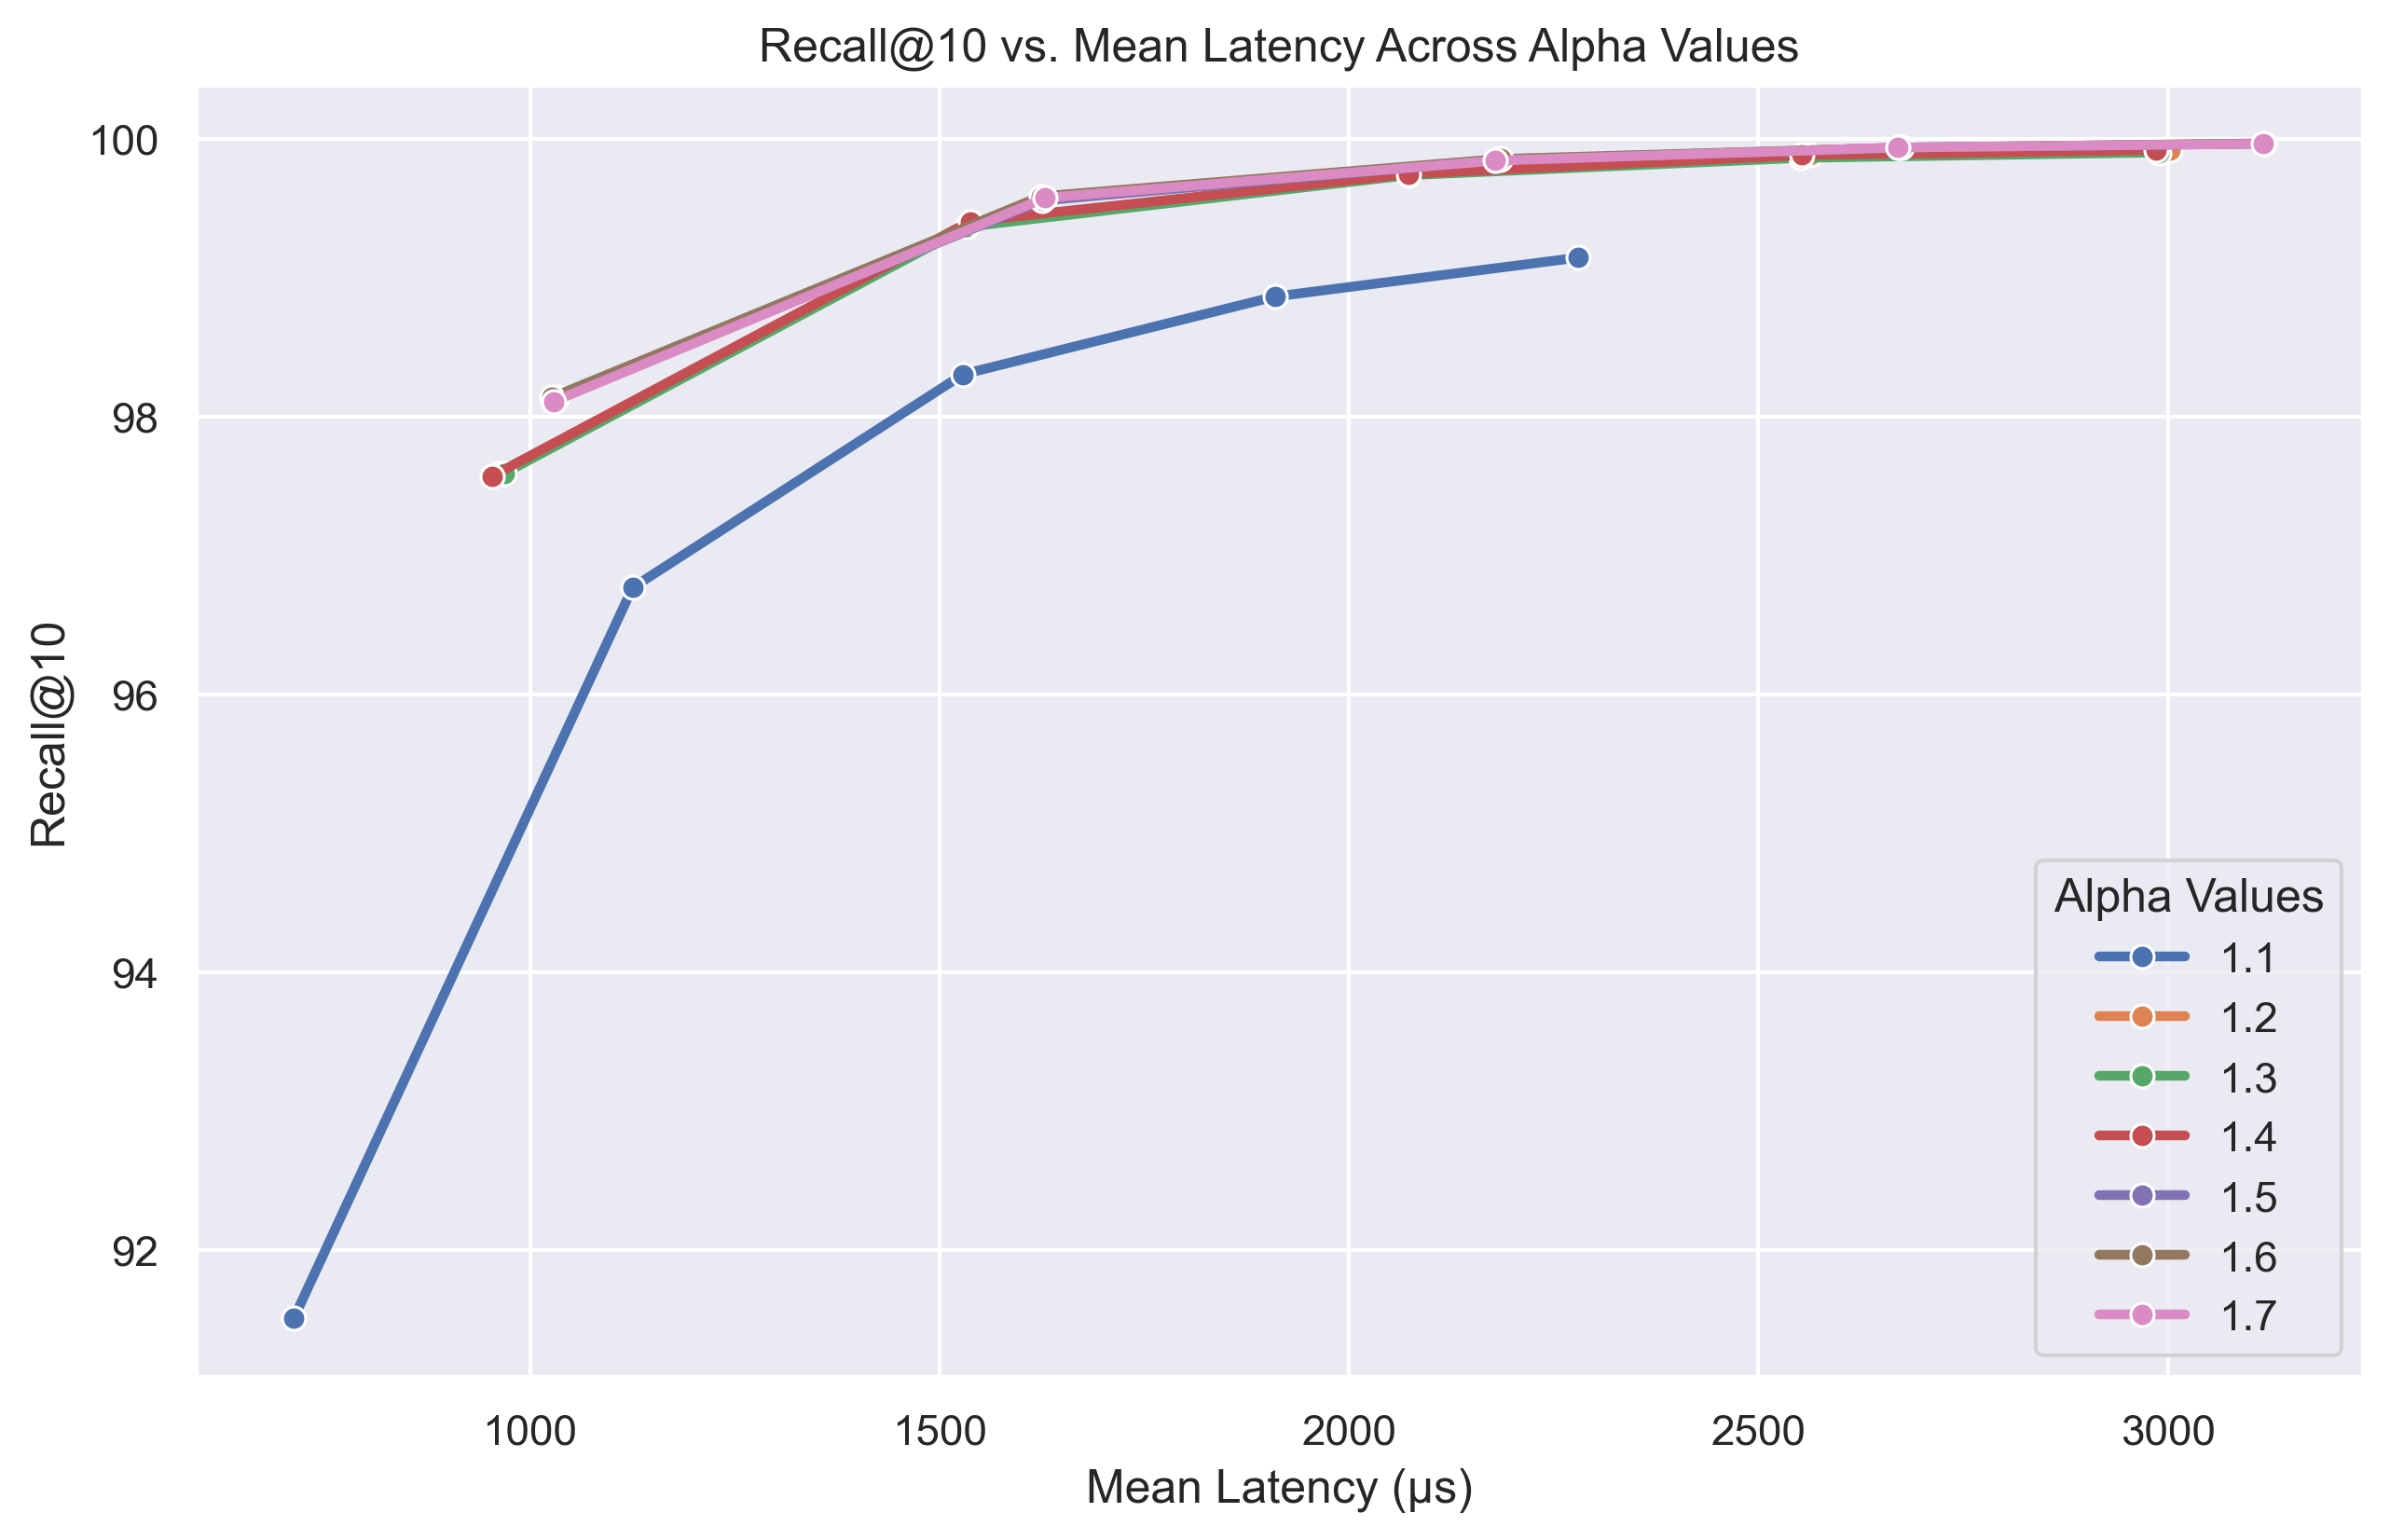 Recall@10 vs. Mean Latency Across Alpha Values
100
98
96
94
92
Recall@10
1000 1500 2000 2500 3000
Mean Latency (μs)
Alpha Values
1.1
1.2
1.3
1.4
1.5
1.6
1.7